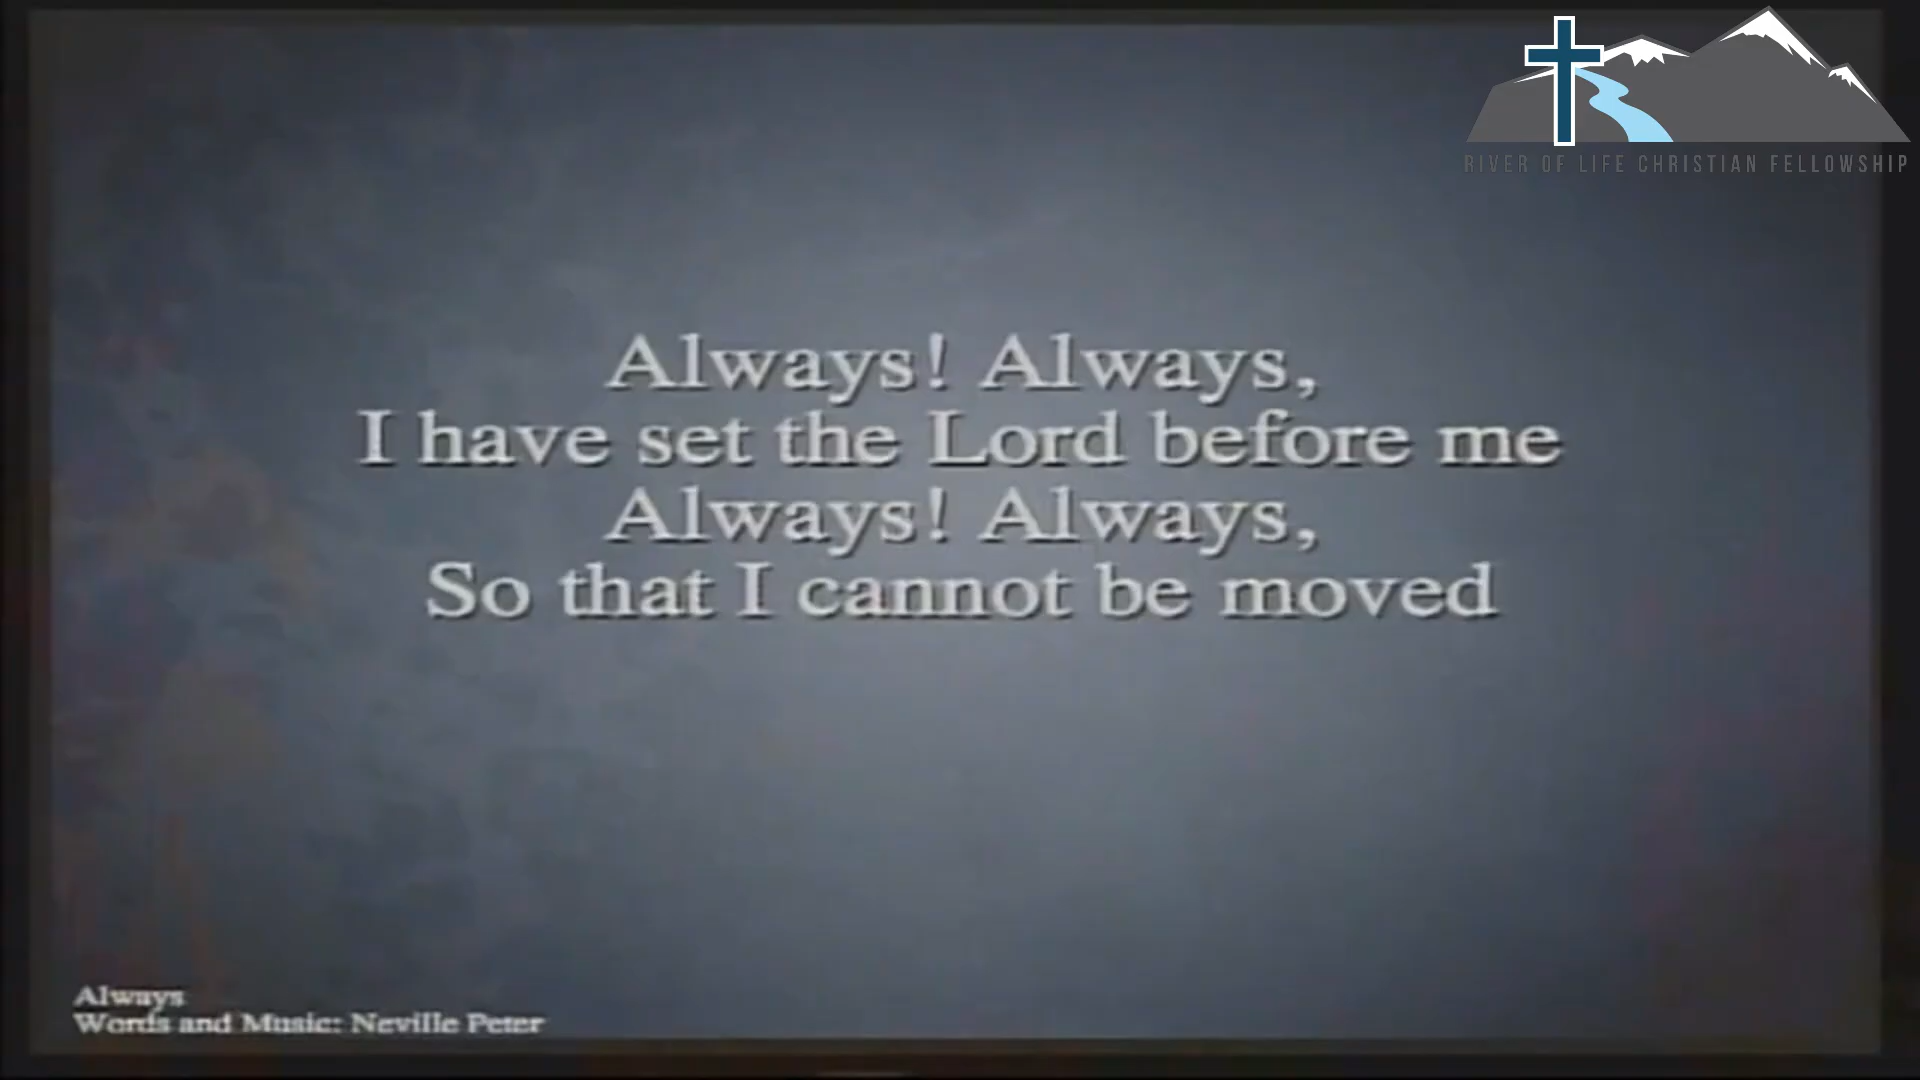 RIVER OF LIFE CHRISTIAN FELLOWSHIP
Always! Always,
I have set the Lord before me
Always! Always,
So that I cannot be moved
Always
Words and Music: Neville Peter